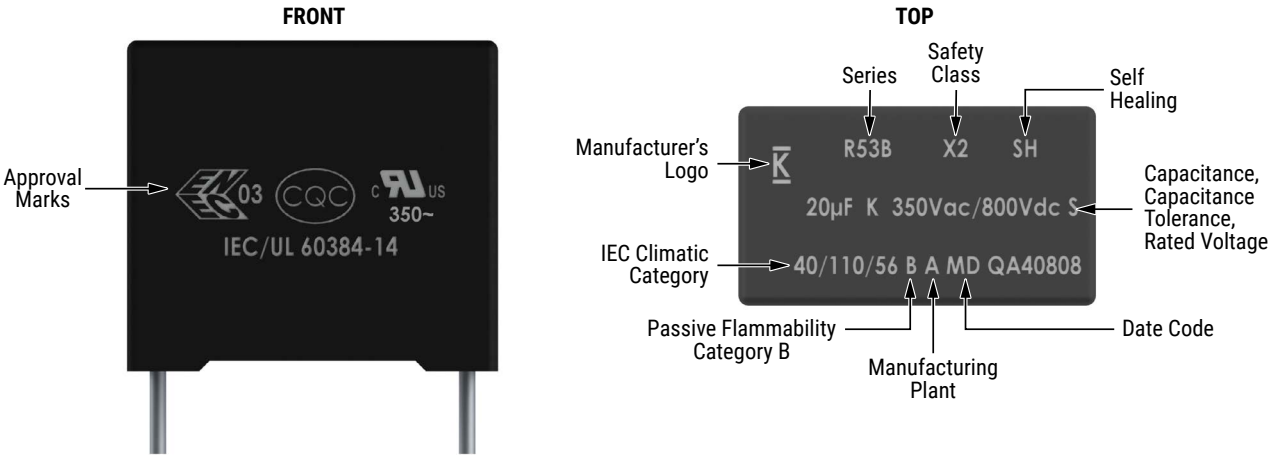 FRONT
Approval
Marks
ENEC 03
CQC
C RU US
350~
IEC/UL 60384-14
TOP
Series
Safety
Class
Self
Healing
Manufacturer's
Logo
K
R53B X2 SH
20µF K 350Vac/800Vdc S
40/110/56 B A MD QA40808
Capacitance,
Capacitance
Tolerance,
Rated Voltage
IEC Climatic
Category
Passive Flammability
Category B
Manufacturing
Plant
Date Code